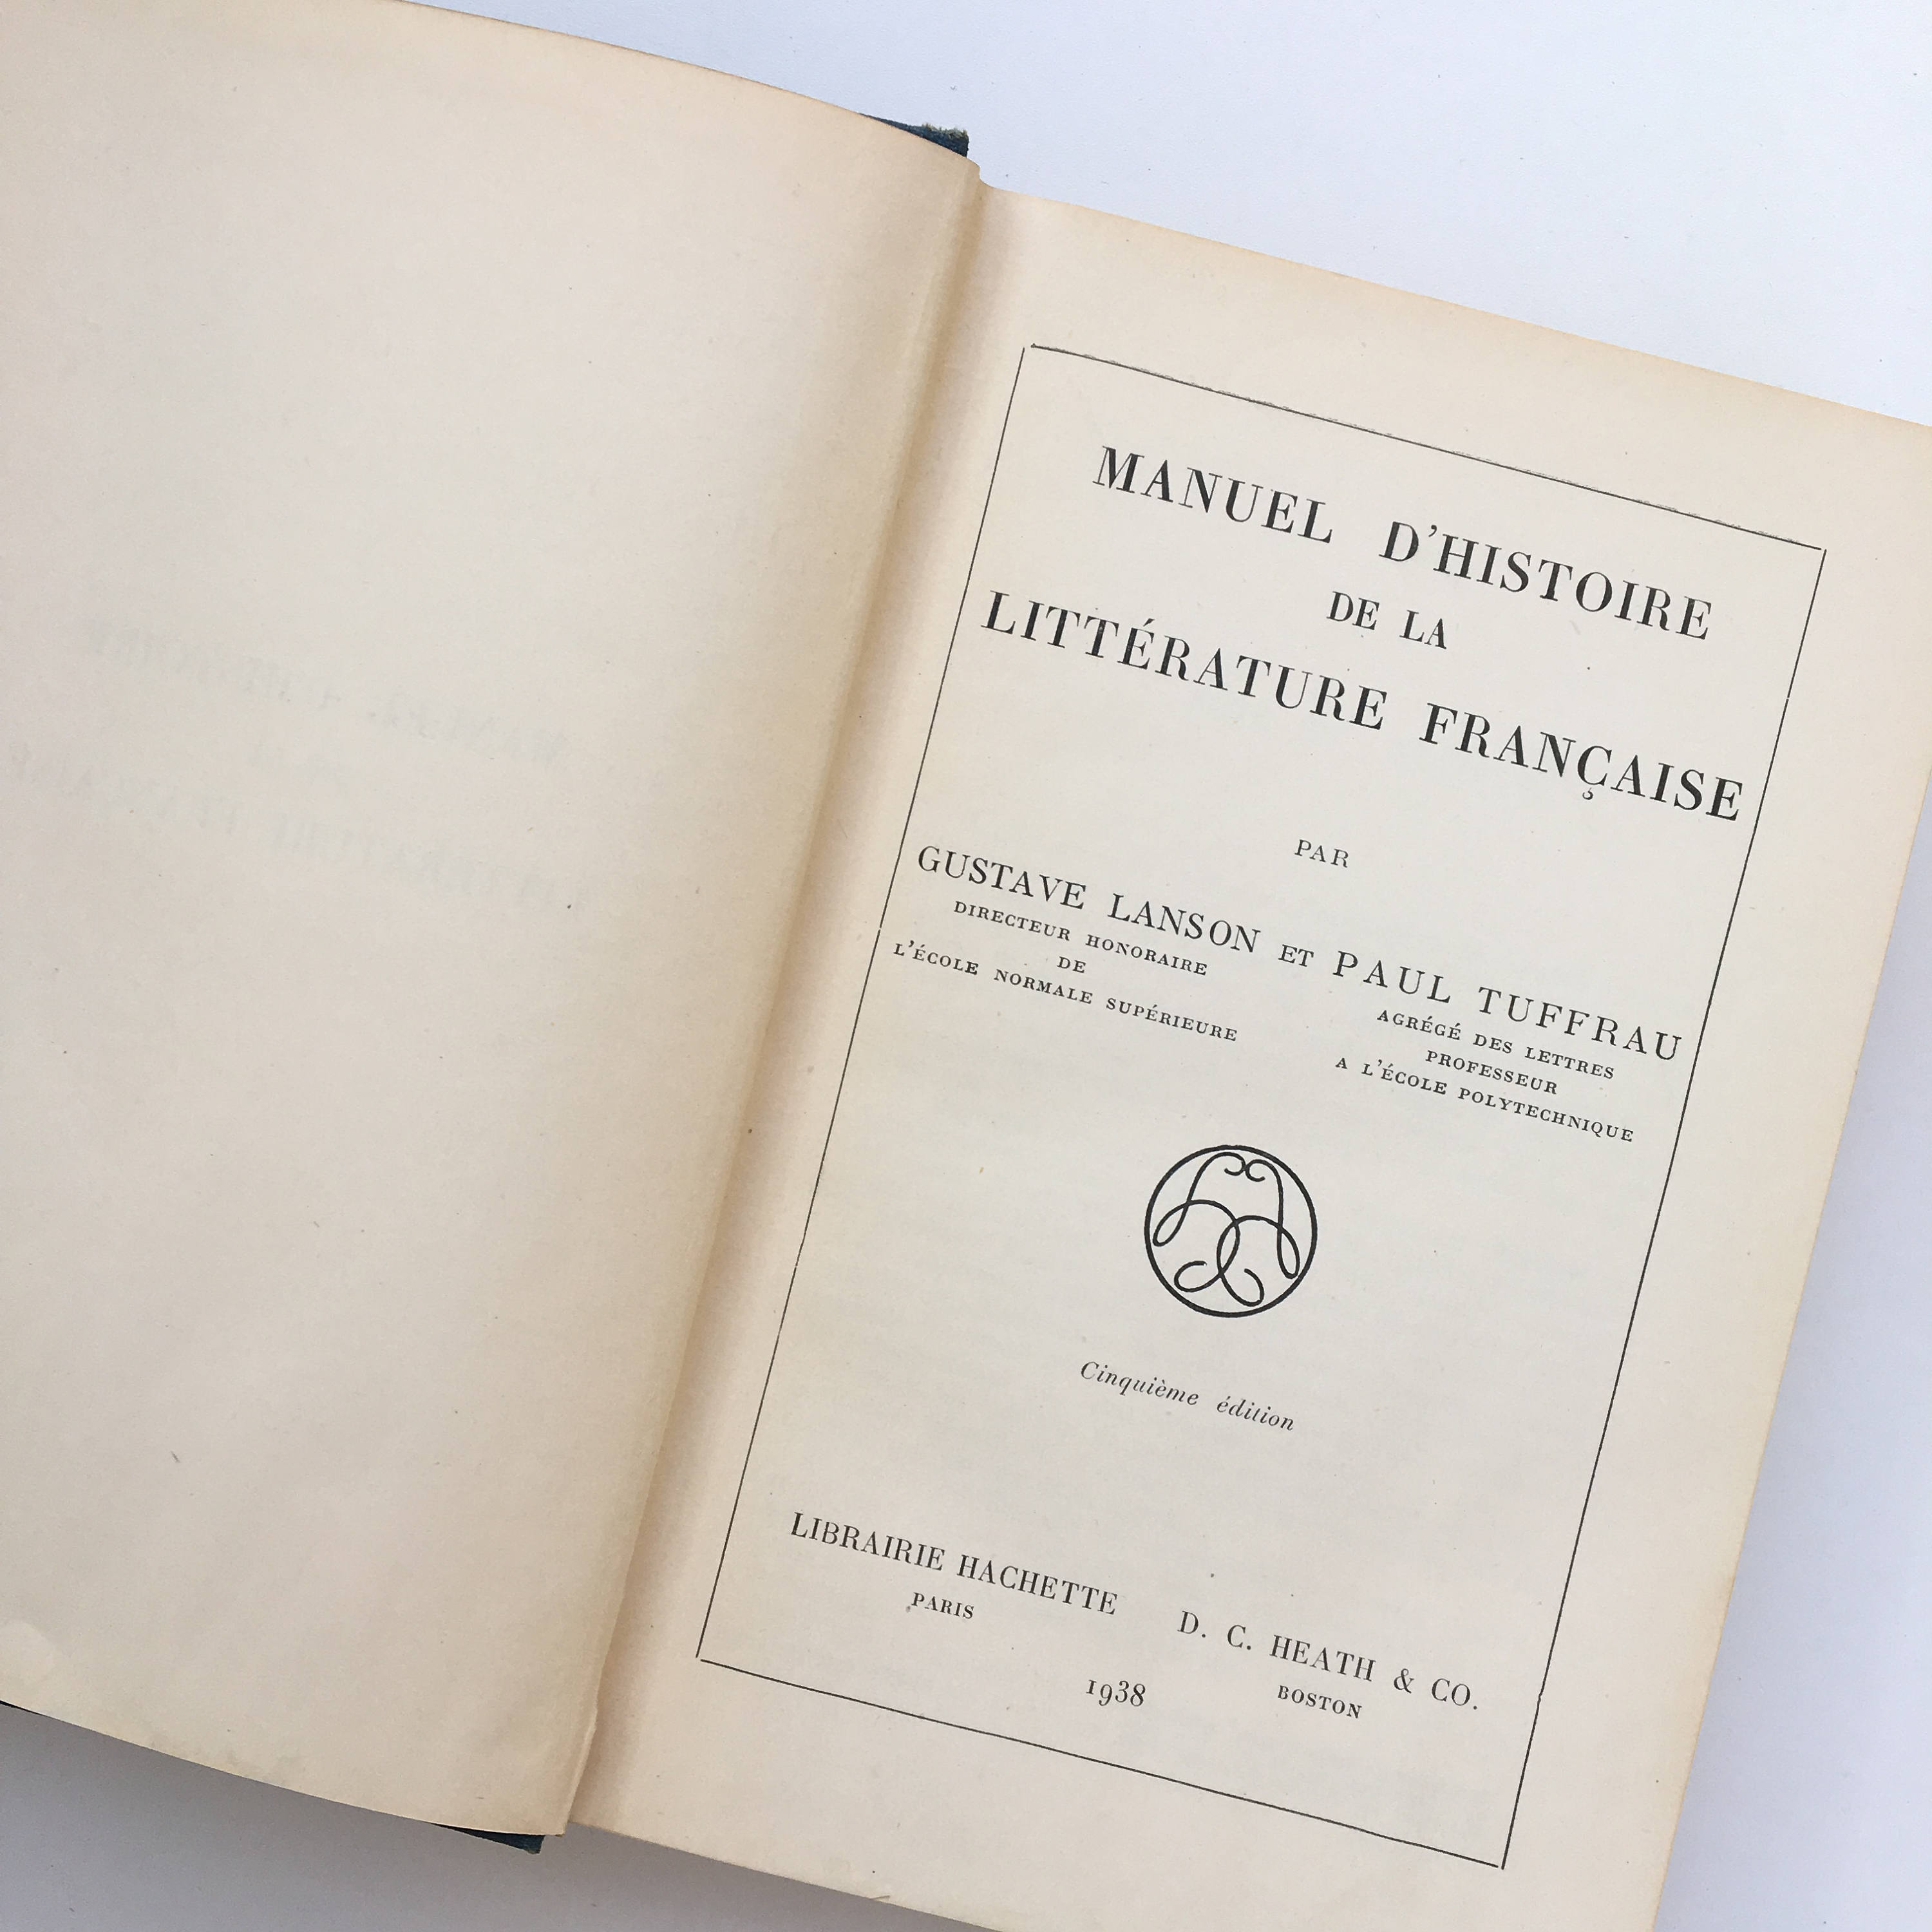 MANUEL D'HISTOIRE
DE LA
LITTÉRATURE FRANÇAISE
PAR
GUSTAVE LANSON ET PAUL TUFFRAU
DIRECTEUR HONORAIRE
DE
L'ÉCOLE NORMALE SUPÉRIEURE
AGRÉGÉ DES LETTRES
PROFESSEUR
A L'ÉCOLE POLYTECHNIQUE
Cinquième édition
LIBRAIRIE HACHETTE
PARIS
D. C. HEATH & CO.
BOSTON
1938